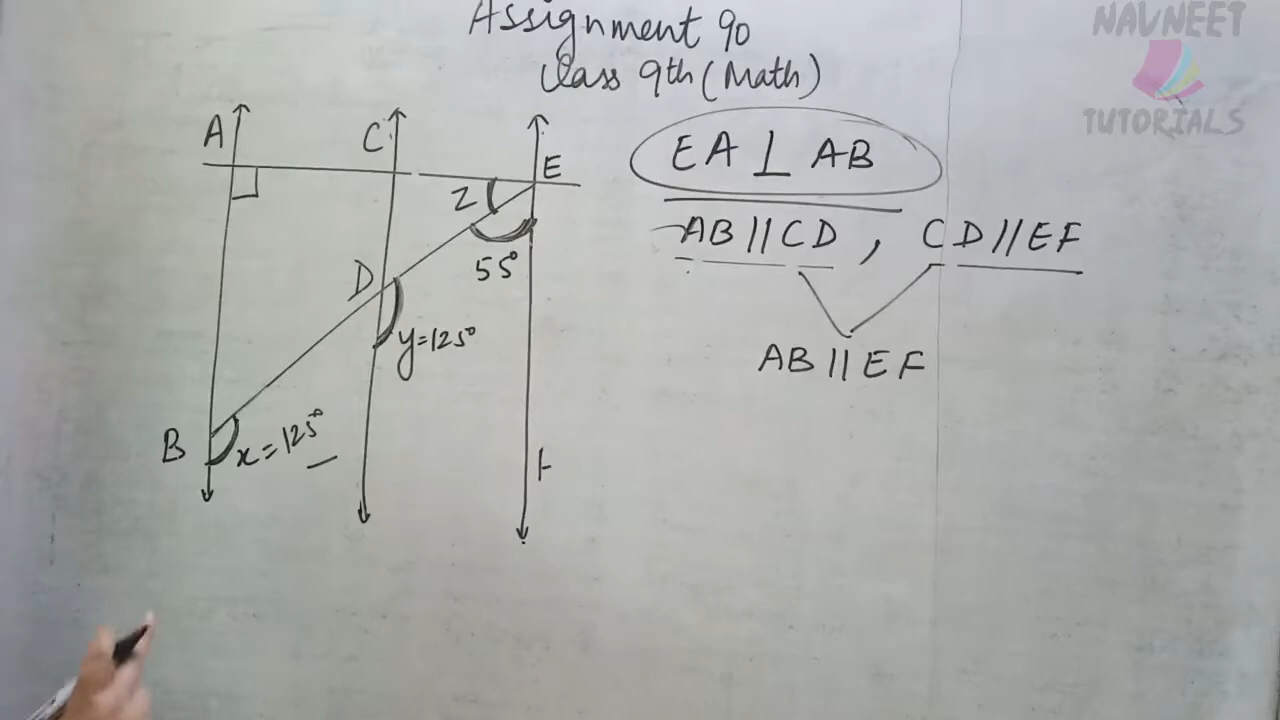 Assignment 90
Class 9th (Math)
NAVNEET
TUTORIALS
A
C
E
EA ⊥ AB
Z
AB || CD , CD || EF
55°
D
y=125°
AB || EF
B
x=125°